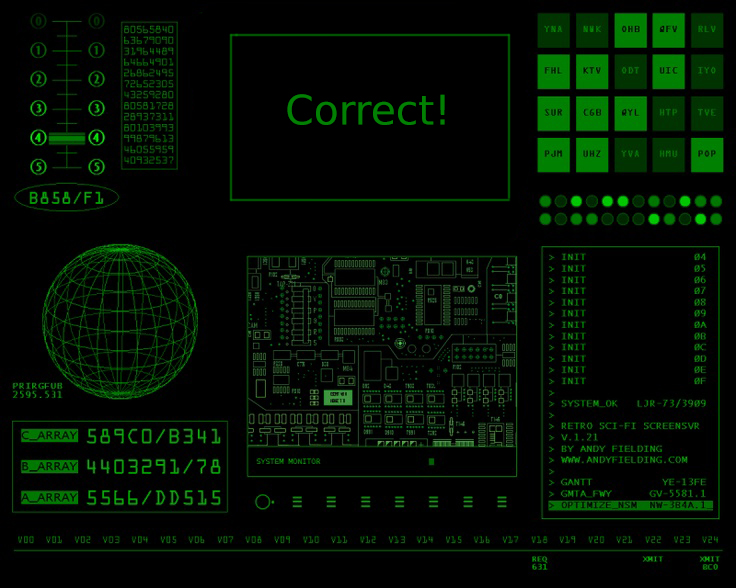 0 0
1 1
2 2
3 3
4 4
5 5
B858/F1
80565840
63679090
31964489
64664901
26862495
72652305
43259280
80581728
28937311
80103993
99879613
46055959
40932537
Correct!
YNA NWK OHB QFV RLV
FHL KTV ODT UIC IYO
SUR CGB QYL HTP TVE
PJM UHZ YVA HMU POP
PRIRGFUB
2595.531
C_ARRAY 589C0/B341
B_ARRAY 4403291/78
A_ARRAY 5566/DD515
SYSTEM MONITOR
> INIT 04
> INIT 05
> INIT 06
> INIT 07
> INIT 08
> INIT 09
> INIT 0A
> INIT 0B
> INIT 0C
> INIT 0D
> INIT 0E
> INIT 0F
>
> SYSTEM_OK LJR-73/3909
>
> RETRO SCI-FI SCREENSVR
> V.1.21
> BY ANDY FIELDING
> WWW.ANDYFIELDING.COM
>
> GANTT YE-13FE
> GMTA_FWY GV-5581.1
> OPTIMIZE_NSM NW-384A.1
V00 V01 V02 V03 V04 V05 V06 V07 V08 V09 V10 V11 V12 V13 V14 V15 V16 V17 V18 V19 V20 V21 V22 V23 V24
REQ XMIT XMIT
631 BC0